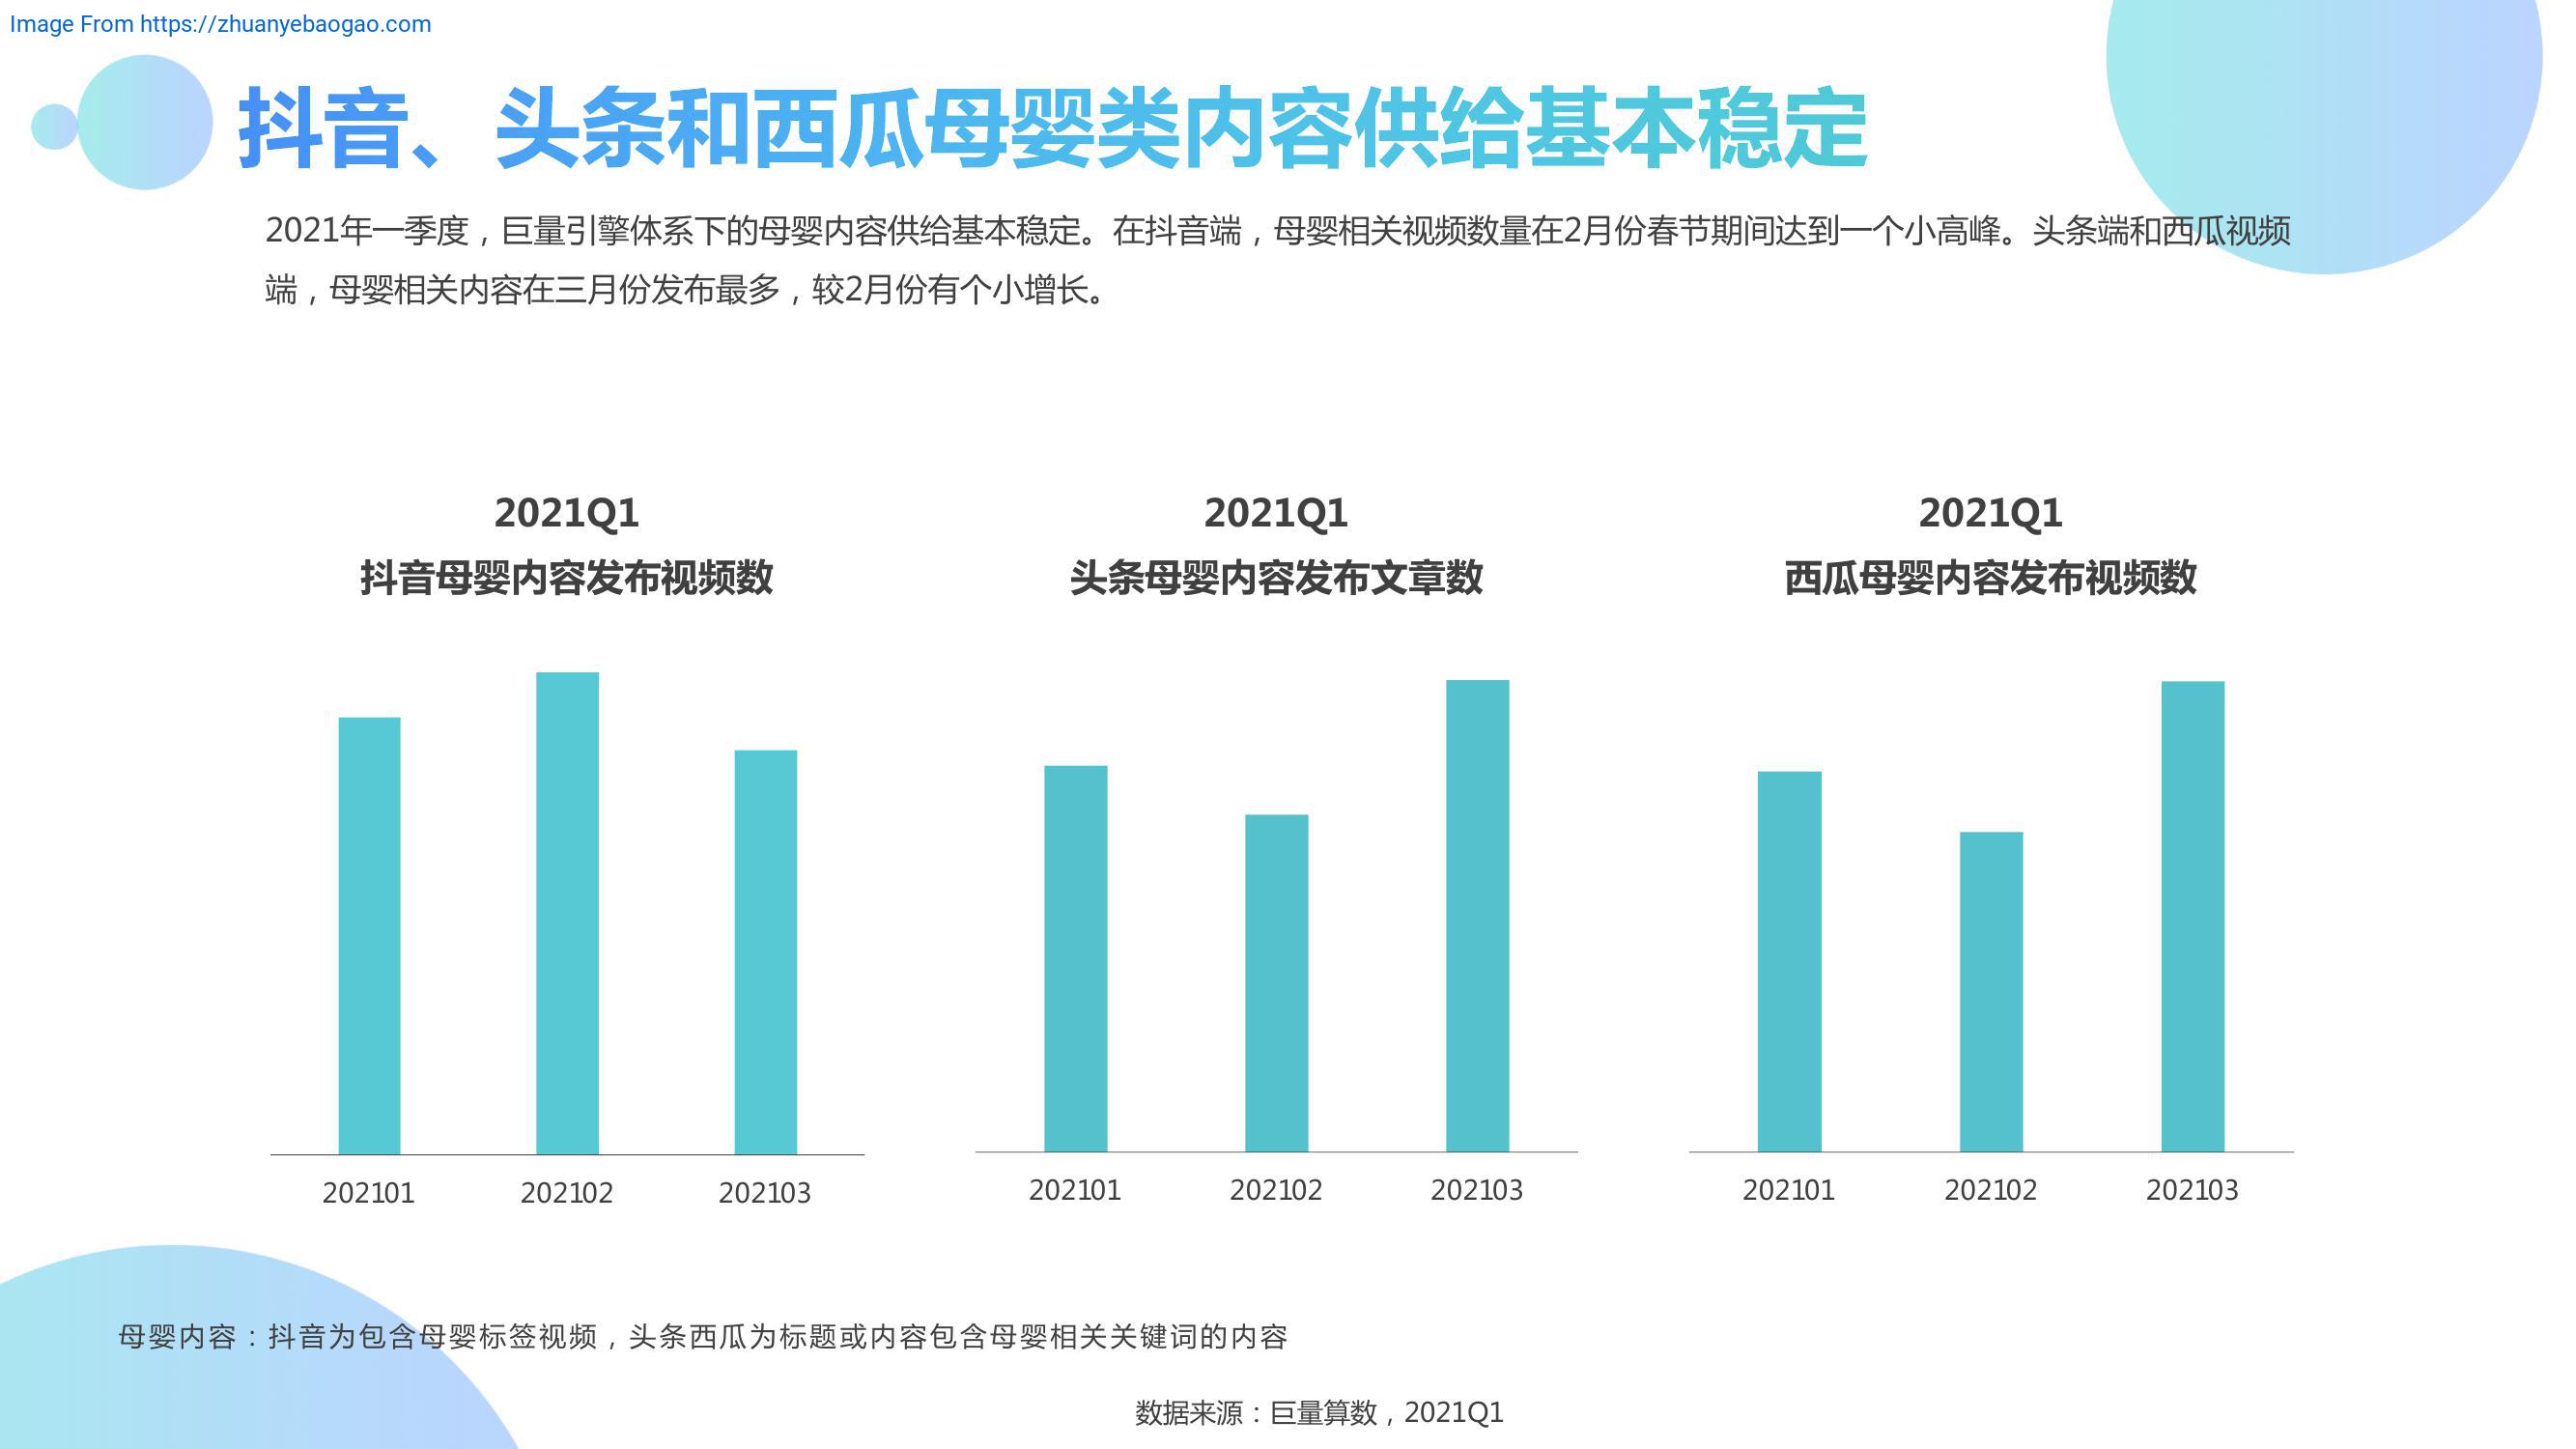 Image From https://zhuanyebaogao.com
抖音、头条和西瓜母婴类内容供给基本稳定
2021年一季度，巨量引擎体系下的母婴内容供给基本稳定。在抖音端，母婴相关视频数量在2月份春节期间达到一个小高峰。头条端和西瓜视频
端，母婴相关内容在三月份发布最多，较2月份有个小增长。
2021Q1
抖音母婴内容发布视频数
202101 202102 202103
2021Q1
头条母婴内容发布文章数
202101 202102 202103
2021Q1
西瓜母婴内容发布视频数
202101 202102 202103
母婴内容：抖音为包含母婴标签视频，头条西瓜为标题或内容包含母婴相关关键词的内容
数据来源：巨量算数，2021Q1